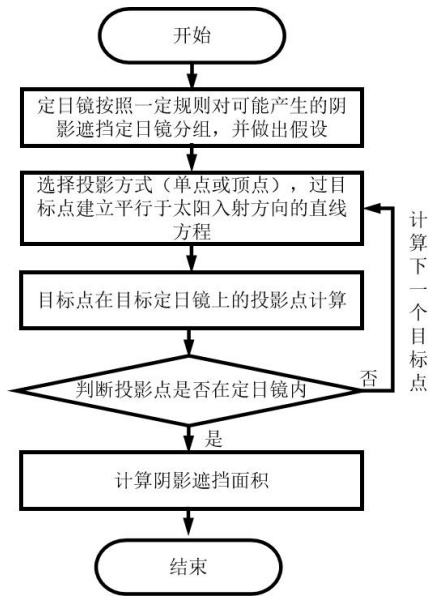 开始
定日镜按照一定规则对可能产生的阴
影遮挡定日镜分组，并做出假设
选择投影方式（单点或顶点），过目
标点建立平行于太阳入射方向的直线
方程
目标点在目标定日镜上的投影点计算
判断投影点是否在定日镜内
否
计算下一个目标点
是
计算阴影遮挡面积
结束